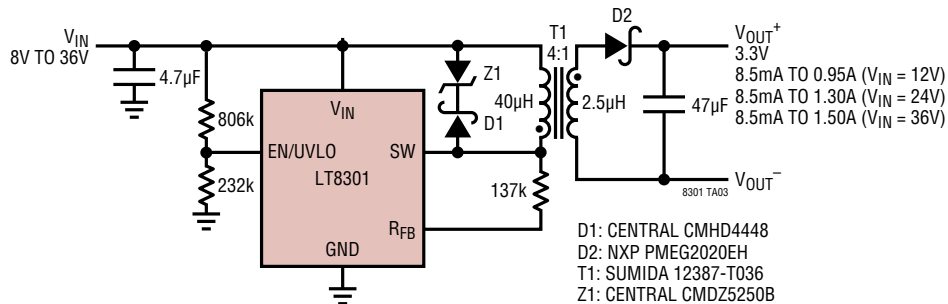 VIN
8V TO 36V
4.7µF
806k
232k
VIN
EN/UVLO
SW
LT8301
RFB
GND
Z1
D1
T1
4:1
40µH
2.5µH
137k
D2
47µF
VOUT+
3.3V
8.5mA TO 0.95A (VIN = 12V)
8.5mA TO 1.30A (VIN = 24V)
8.5mA TO 1.50A (VIN = 36V)
VOUT–
8301 TA03
D1: CENTRAL CMHD4448
D2: NXP PMEG2020EH
T1: SUMIDA 12387-T036
Z1: CENTRAL CMDZ5250B